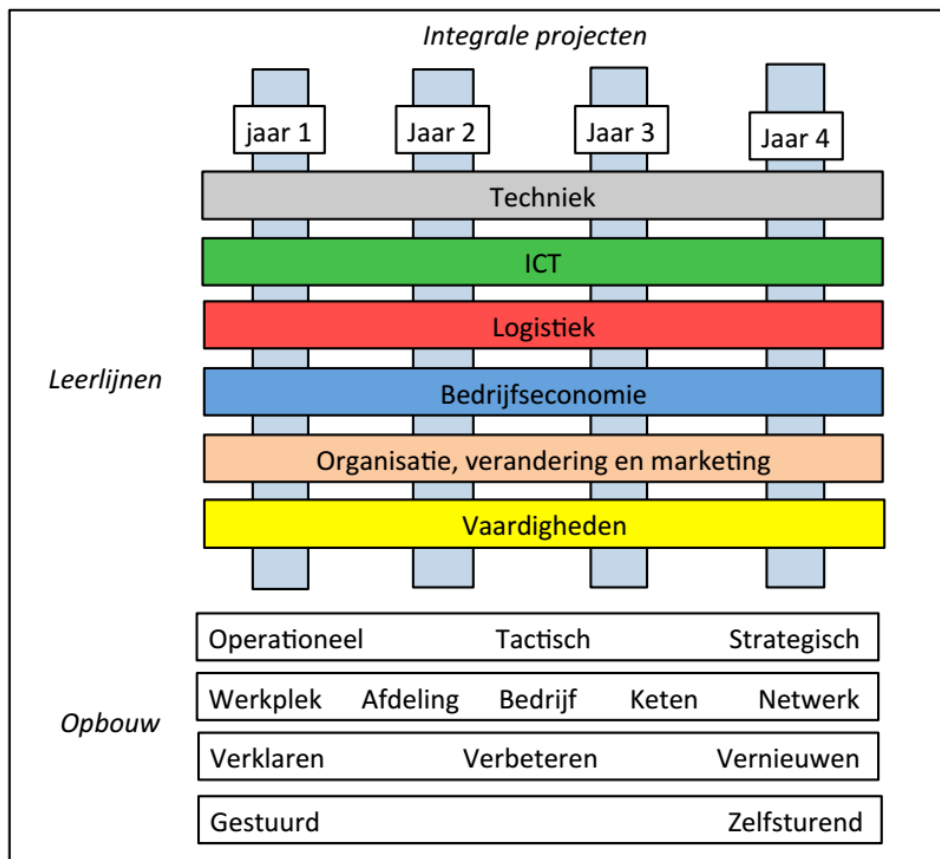 Integrale projecten
jaar 1 Jaar 2 Jaar 3 Jaar 4
Techniek
ICT
Logistiek
Leerlijnen
Bedrijfseconomie
Organisatie, verandering en marketing
Vaardigheden
Operationeel Tactisch Strategisch
Werkplek Afdeling Bedrijf Keten Netwerk
Opbouw
Verklaren Verbeteren Vernieuwen
Gestuurd Zelfsturend